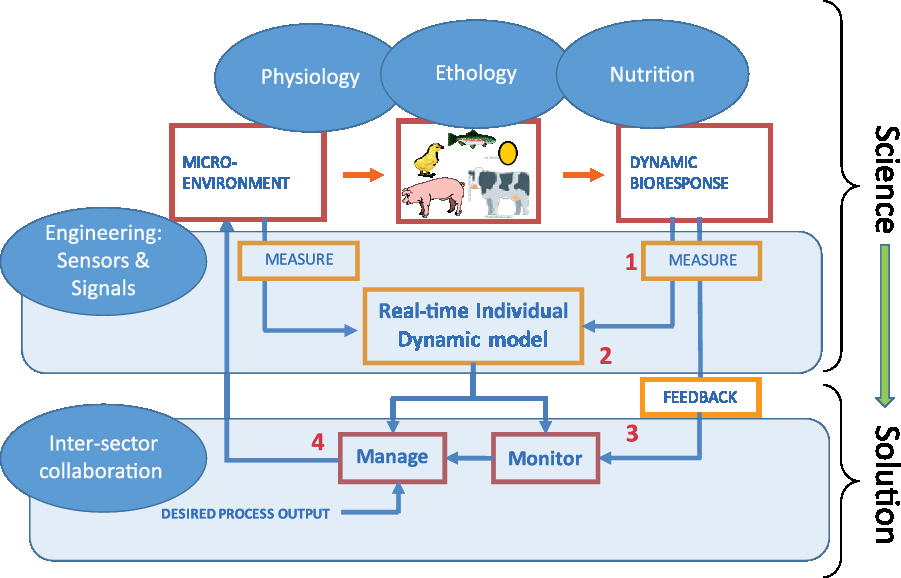 Physiology
Ethology
Nutrition
MICRO-
ENVIRONMENT
DYNAMIC
BIORESPONSE
Science
Engineering:
Sensors &
Signals
MEASURE
1
MEASURE
Real-time Individual
Dynamic model
2
FEEDBACK
Inter-sector
collaboration
4
Manage
Monitor
3
DESIRED PROCESS OUTPUT
Solution